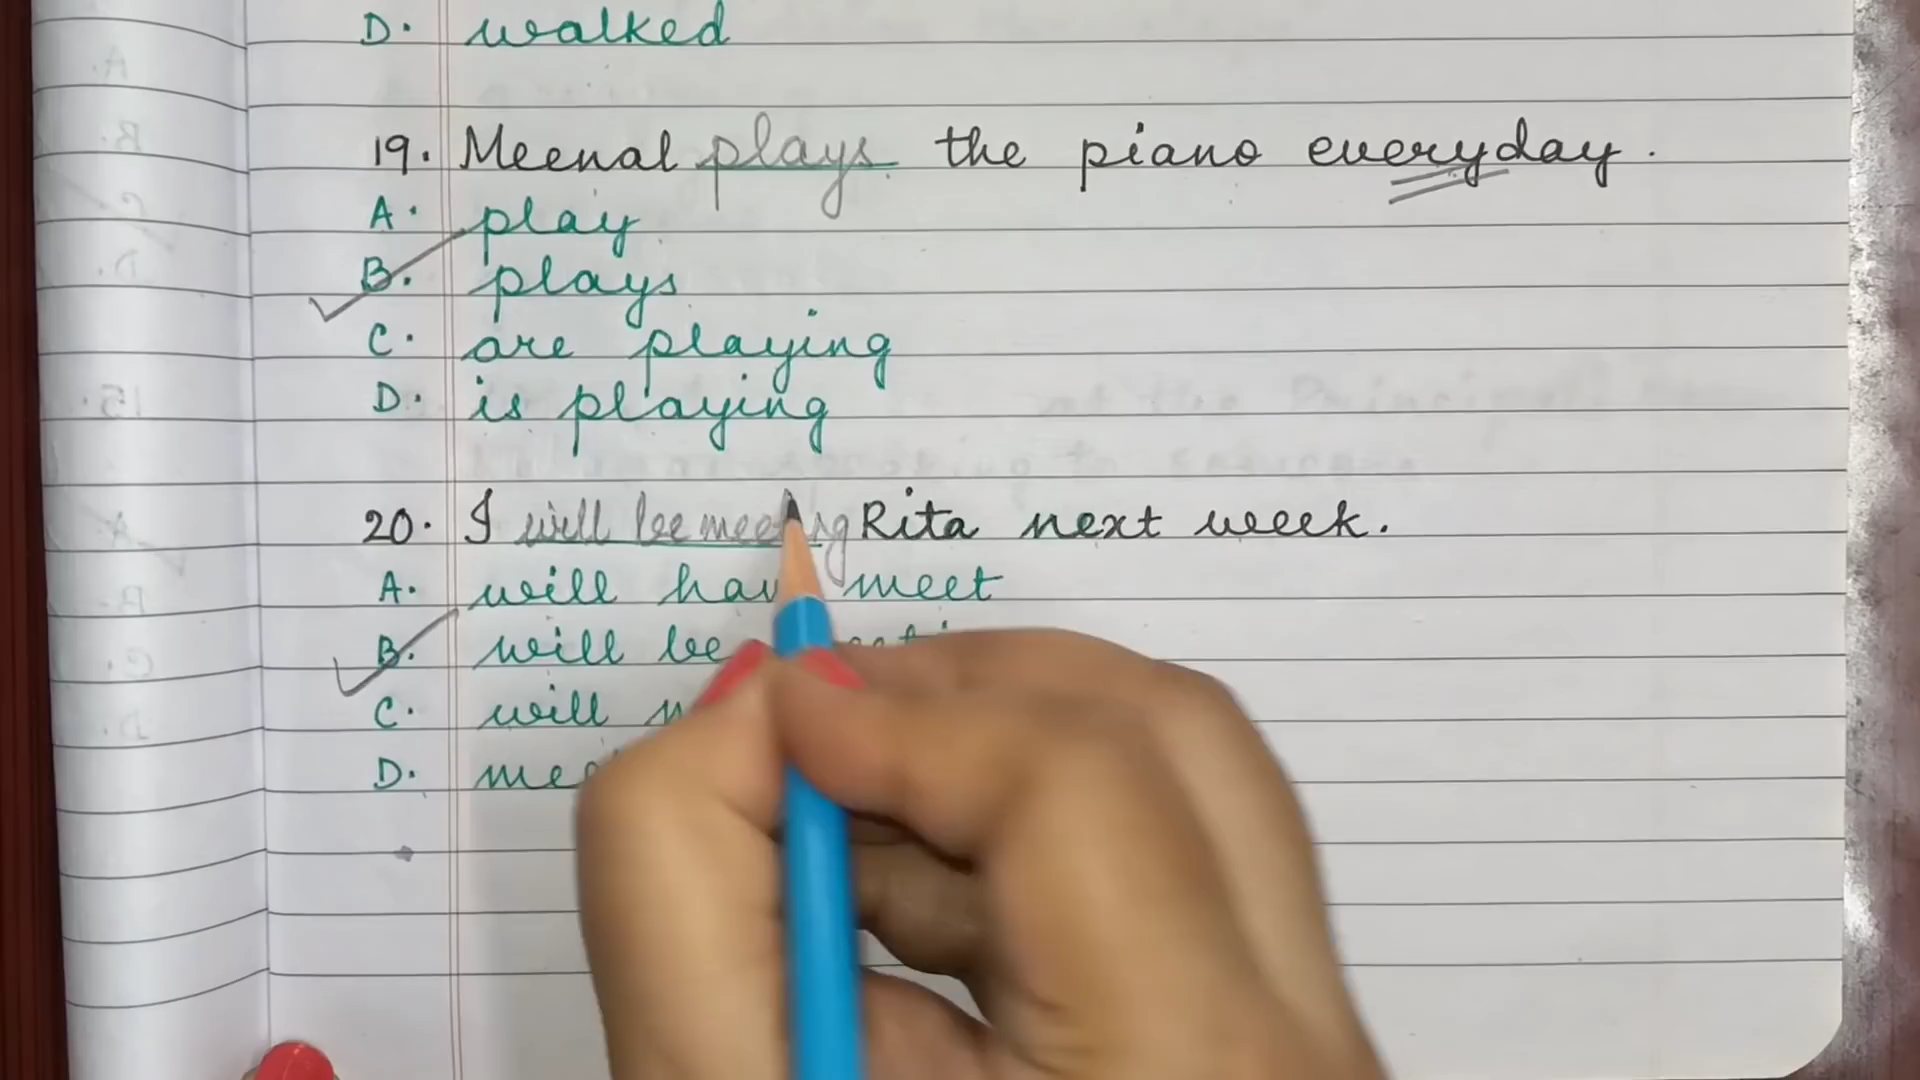 D. walked
19. Meenal plays the piano everyday.
A. play
B. plays
C. are playing
D. is playing
20. I will be meeting Rita next week.
A. will have meet
B. will be
C. will
D.